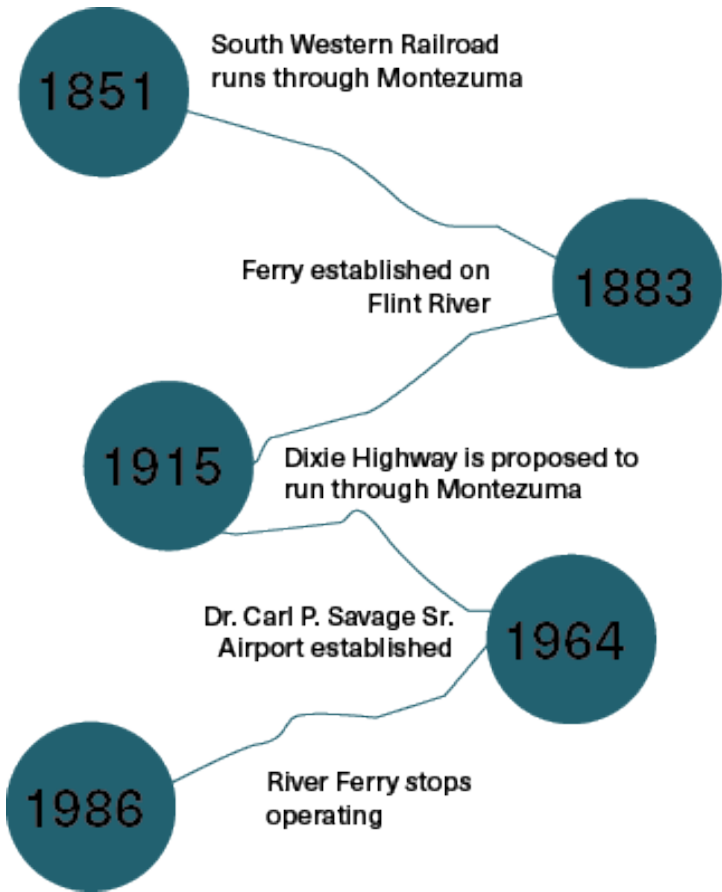 1851
South Western Railroad
runs through Montezuma
1883
Ferry established on
Flint River
1915
Dixie Highway is proposed to
run through Montezuma
1964
Dr. Carl P. Savage Sr.
Airport established
1986
River Ferry stops
operating